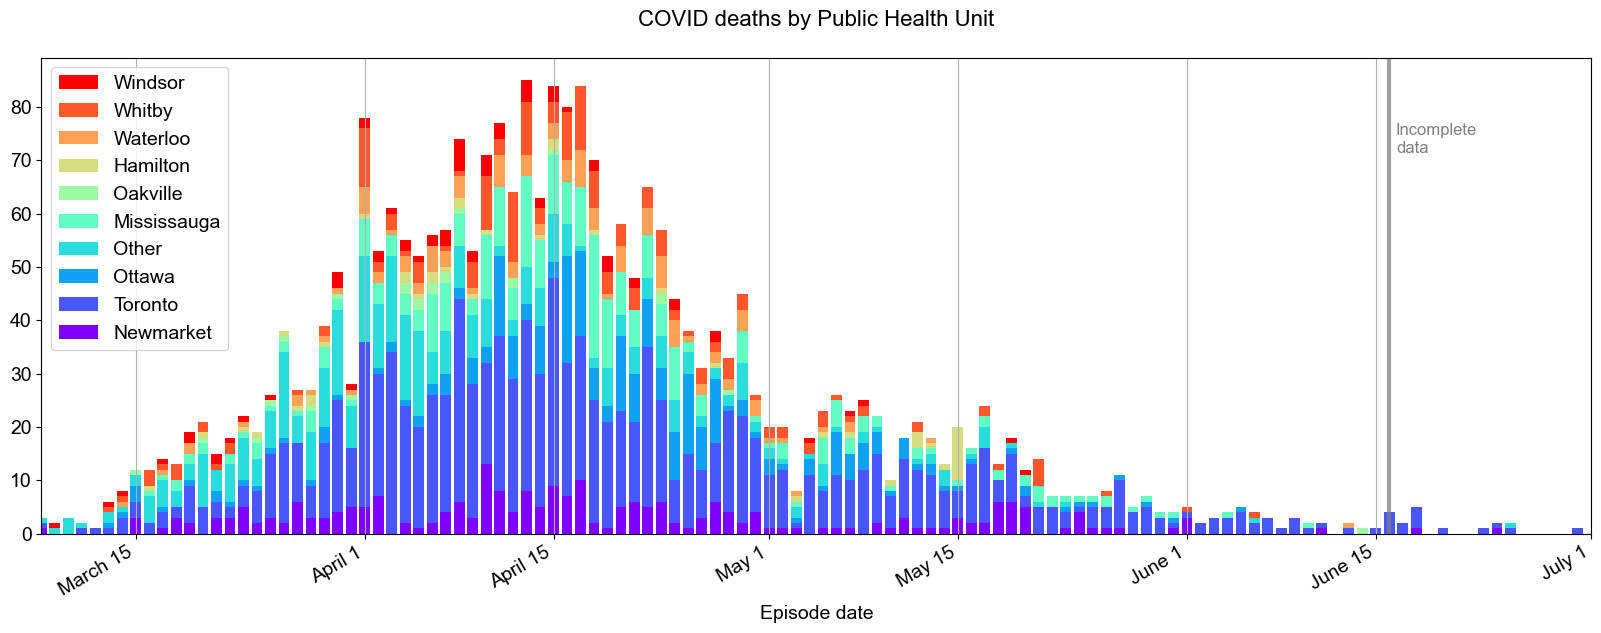 COVID deaths by Public Health Unit
Windsor
Whitby
Waterloo
Hamilton
Oakville
Mississauga
Other
Ottawa
Toronto
Newmarket
Incomplete
data
80
70
60
50
40
30
20
10
0
March 15
April 1
April 15
May 1
May 15
June 1
June 15
July 1
Episode date